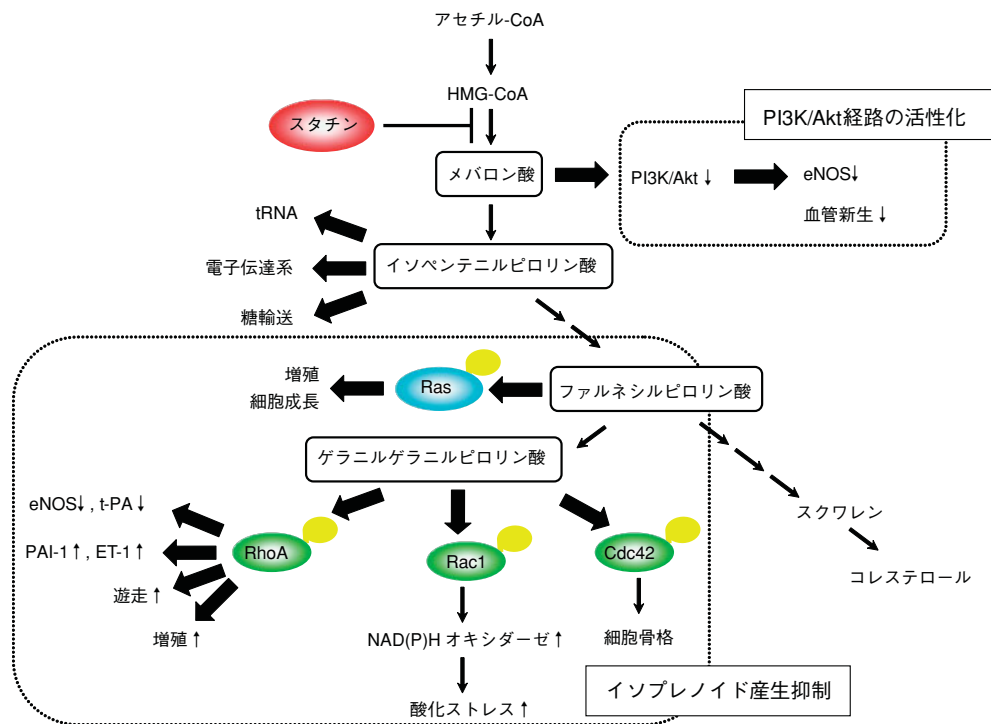 アセチル-CoA
HMG-CoA
スタチン
PI3K/Akt経路の活性化
メバロン酸
PI3K/Akt ↓
eNOS↓
血管新生 ↓
tRNA
電子伝達系
糖輸送
イソペンテニルピロリン酸
増殖
細胞成長
Ras
ファルネシルピロリン酸
ゲラニルゲラニルピロリン酸
eNOS↓ , t-PA ↓
PAI-1 ↑ , ET-1 ↑
遊走 ↑
増殖 ↑
RhoA
Rac1
Cdc42
スクワレン
コレステロール
NAD(P)H オキシダーゼ ↑
細胞骨格
酸化ストレス ↑
イソプレノイド産生抑制